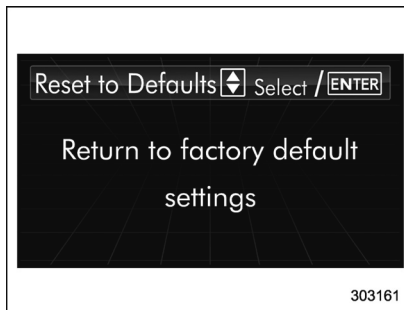 Reset to Defaults Select / ENTER
Return to factory default
settings
303161